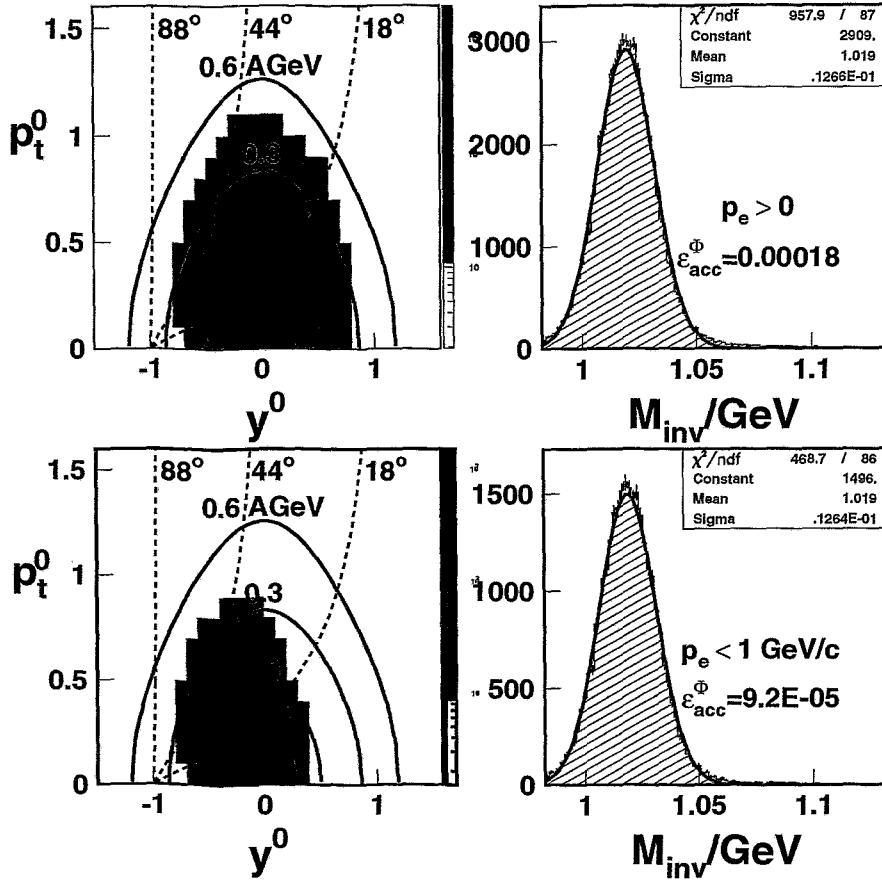 88° 44° 18°
0.6 AGeV
0.3
1.5
1
0.5
0
p_t^0
-1 0 1
y^0
10
χ²/ndf 957.9 / 87
Constant 2909.
Mean 1.019
Sigma .1266E-01
3000
2000
1000
0
p_e > 0
ε_acc^Φ=0.00018
1 1.05 1.1
M_inv/GeV
88° 44° 18°
0.6 AGeV
0.3
1.5
1
0.5
0
p_t^0
-1 0 1
y^0
χ²/ndf 468.7 / 86
Constant 1496.
Mean 1.019
Sigma .1264E-01
1500
1000
500
0
p_e < 1 GeV/c
ε_acc^Φ=9.2E-05
1 1.05 1.1
M_inv/GeV